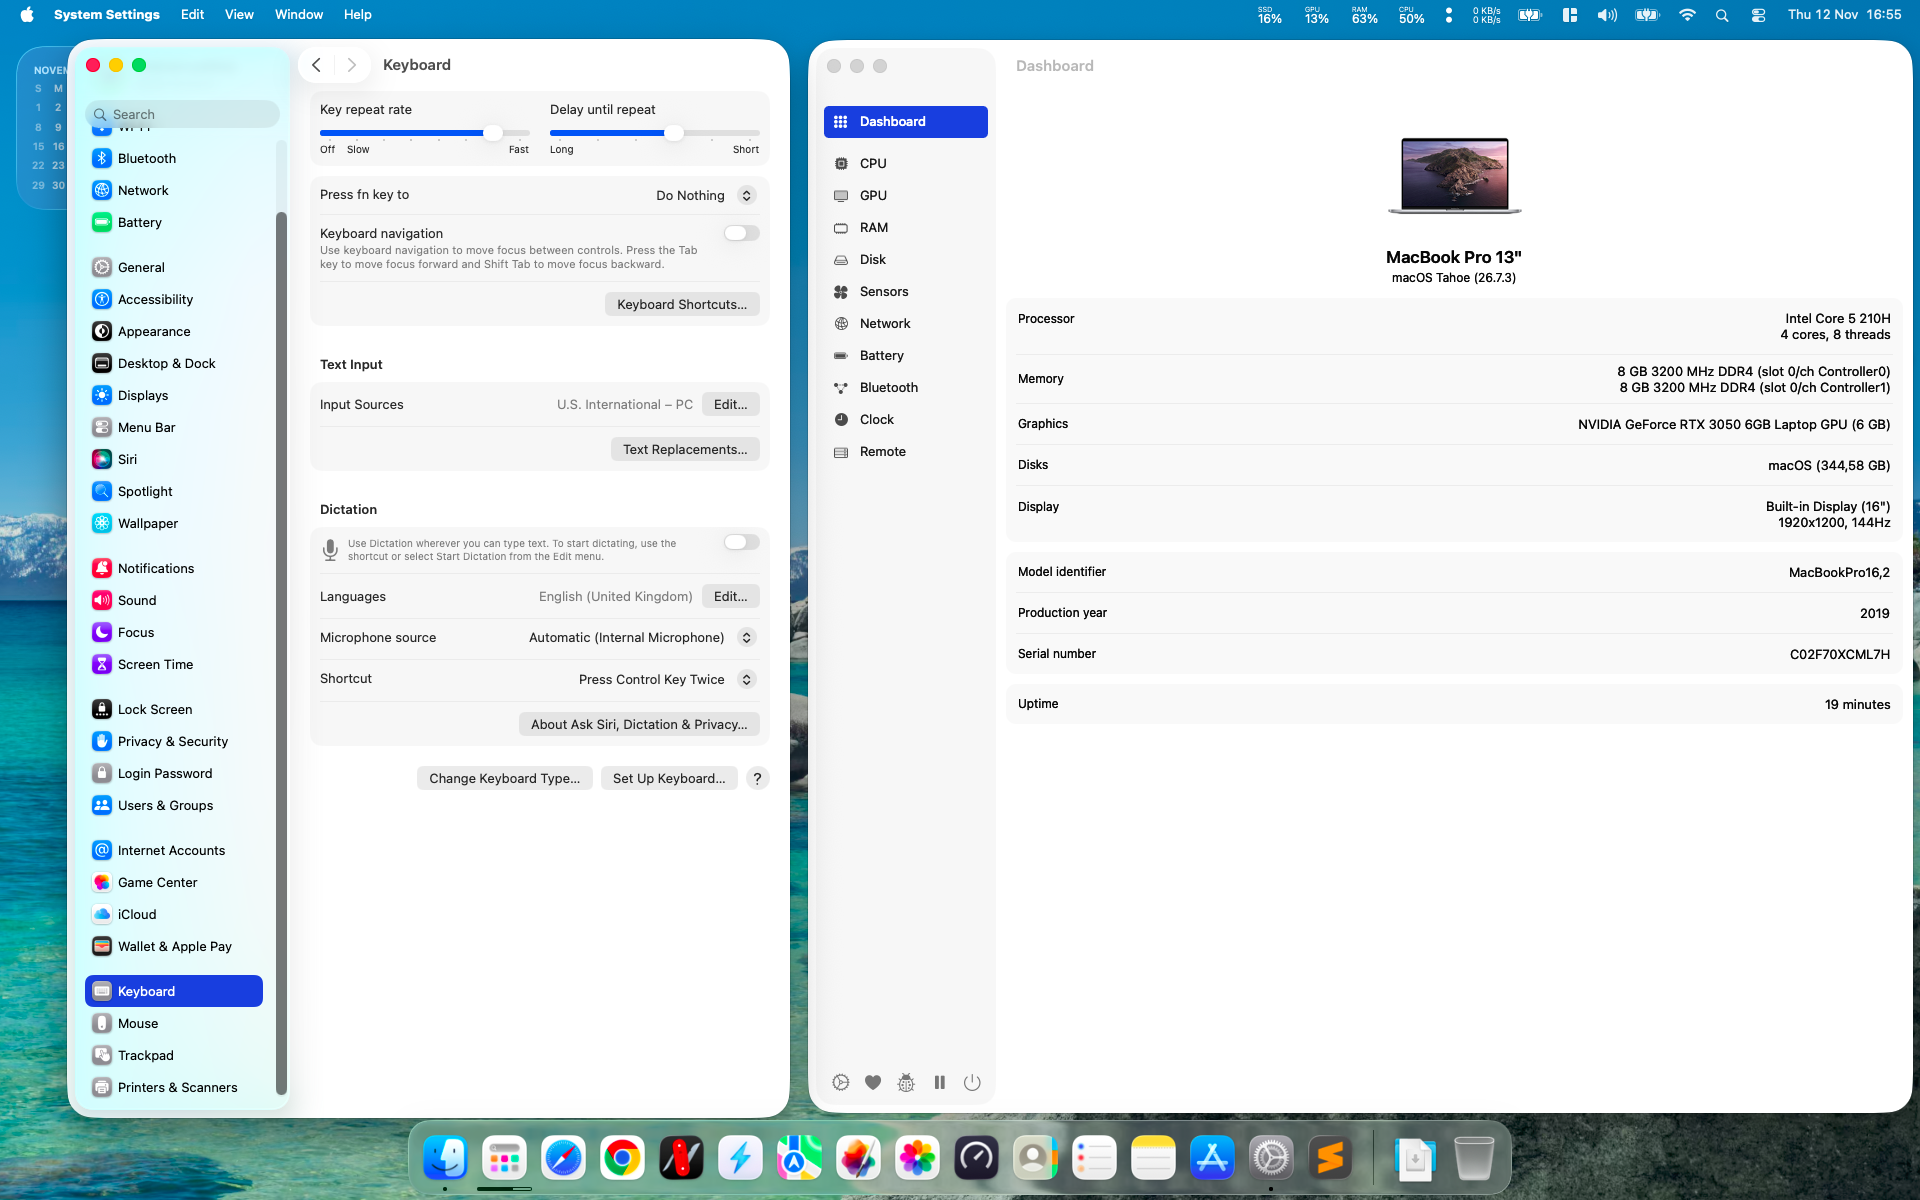 System Settings Edit View Window Help
SSD 16% GPU 13% RAM 63% CPU 50% 0 KB/s 0 KB/s Thu 12 Nov 16:55
NOVEM
S M
1 2
8 9
15 16
22 23
29 30
Search
Wi-Fi
Bluetooth
Network
Battery
General
Accessibility
Appearance
Desktop & Dock
Displays
Menu Bar
Siri
Spotlight
Wallpaper
Notifications
Sound
Focus
Screen Time
Lock Screen
Privacy & Security
Login Password
Users & Groups
Internet Accounts
Game Center
iCloud
Wallet & Apple Pay
Keyboard
Mouse
Trackpad
Printers & Scanners
Keyboard
Key repeat rate Delay until repeat
Off Slow Fast Long Short
Press fn key to Do Nothing
Keyboard navigation
Use keyboard navigation to move focus between controls. Press the Tab
key to move focus forward and Shift Tab to move focus backward.
Keyboard Shortcuts...
Text Input
Input Sources U.S. International – PC Edit...
Text Replacements...
Dictation
Use Dictation wherever you can type text. To start dictating, use the
shortcut or select Start Dictation from the Edit menu.
Languages English (United Kingdom) Edit...
Microphone source Automatic (Internal Microphone)
Shortcut Press Control Key Twice
About Ask Siri, Dictation & Privacy...
Change Keyboard Type... Set Up Keyboard... ?
Dashboard
CPU
GPU
RAM
Disk
Sensors
Network
Battery
Bluetooth
Clock
Remote
Dashboard
MacBook Pro 13"
macOS Tahoe (26.7.3)
Processor Intel Core 5 210H
4 cores, 8 threads
Memory 8 GB 3200 MHz DDR4 (slot 0/ch Controller0)
8 GB 3200 MHz DDR4 (slot 0/ch Controller1)
Graphics NVIDIA GeForce RTX 3050 6GB Laptop GPU (6 GB)
Disks macOS (344,58 GB)
Display Built-in Display (16")
1920x1200, 144Hz
Model identifier MacBookPro16,2
Production year 2019
Serial number C02F70XCML7H
Uptime 19 minutes